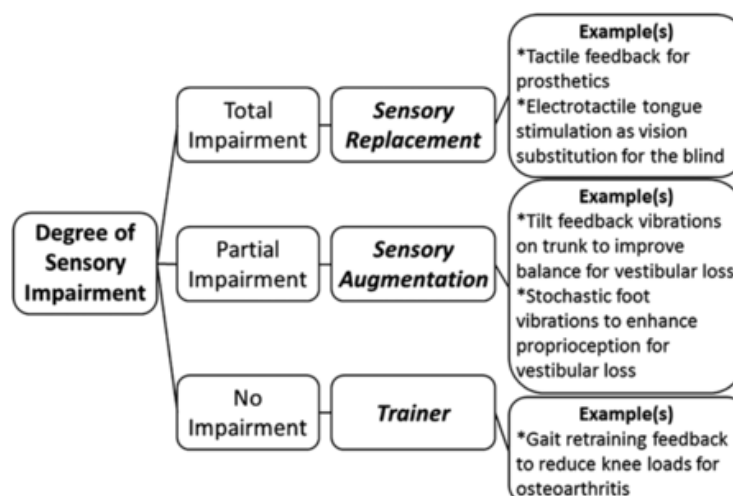 Degree of
Sensory
Impairment
Total
Impairment
Sensory
Replacement
Example(s)
*Tactile feedback for
prosthetics
*Electrotactile tongue
stimulation as vision
substitution for the blind
Partial
Impairment
Sensory
Augmentation
Example(s)
*Tilt feedback vibrations
on trunk to improve
balance for vestibular loss
*Stochastic foot
vibrations to enhance
proprioception for
vestibular loss
No
Impairment
Trainer
Example(s)
*Gait retraining feedback
to reduce knee loads for
osteoarthritis